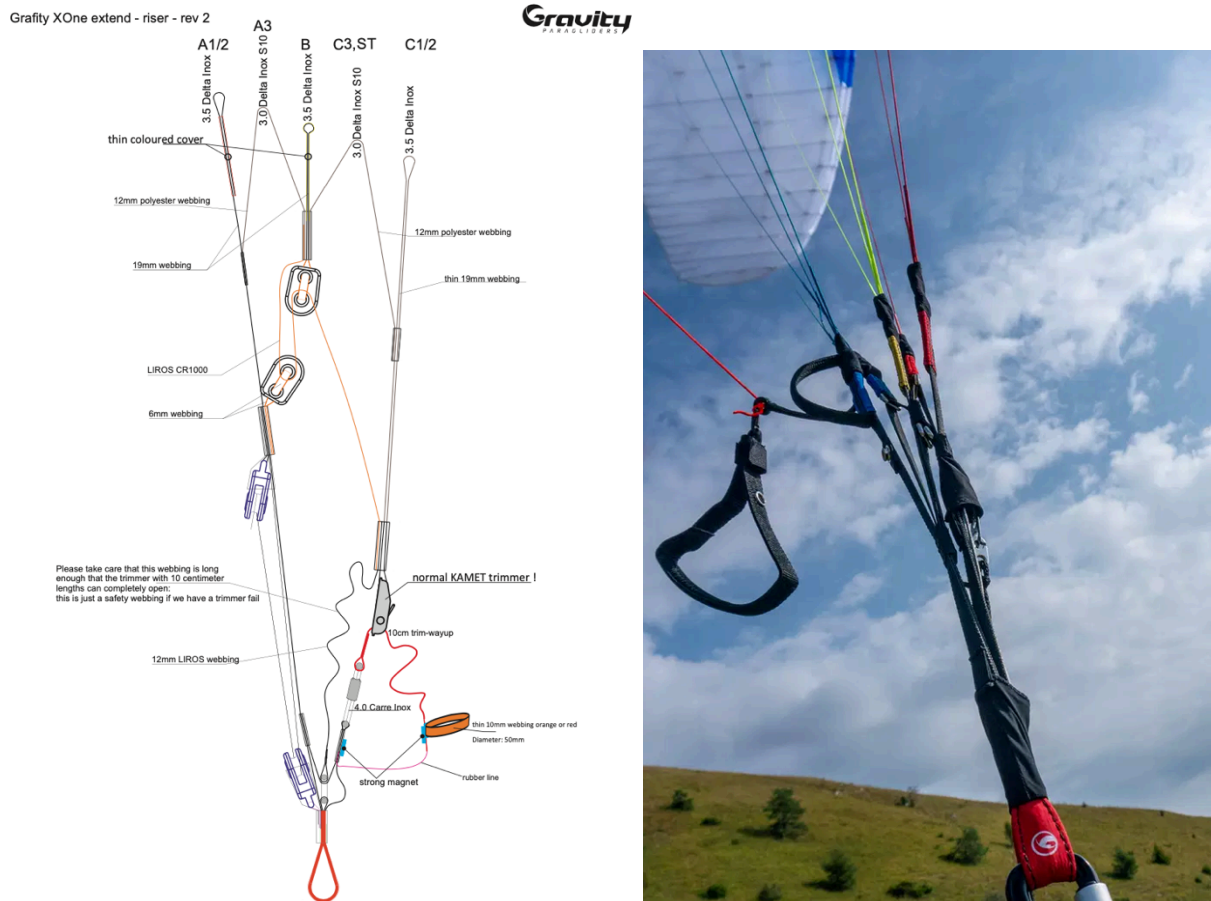 Grafity XOne extend - riser - rev 2
Gravity
PARAGLIDERS
A1/2
A3
B
C3,ST
C1/2
3.5 Delta Inox
3.0 Delta Inox S10
3.5 Delta Inox
3.0 Delta Inox S10
3.5 Delta Inox
thin coloured cover
12mm polyester webbing
12mm polyester webbing
19mm webbing
thin 19mm webbing
LIROS CR1000
6mm webbing
Please take care that this webbing is long
enough that the trimmer with 10 centimeter
lengths can completely open:
this is just a safety webbing if we have a trimmer fail
normal KAMET trimmer !
10cm trim-wayup
12mm LIROS webbing
4.0 Carre Inox
thin 10mm webbing orange or red
Diameter: 50mm
strong magnet
rubber line